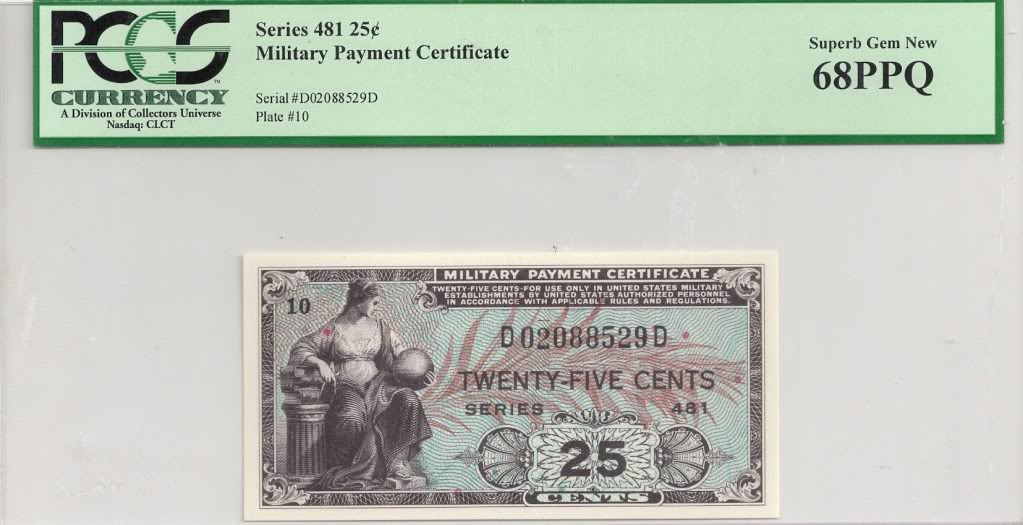 PCGS
CURRENCY
A Division of Collectors Universe
Nasdaq: CLCT
Series 481 25¢
Military Payment Certificate
Serial #D02088529D
Plate #10
Superb Gem New
68PPQ
MILITARY PAYMENT CERTIFICATE
TWENTY-FIVE CENTS-FOR USE ONLY IN UNITED STATES MILITARY
ESTABLISHMENTS BY UNITED STATES AUTHORIZED PERSONNEL
IN ACCORDANCE WITH APPLICABLE RULES AND REGULATIONS.
10
D02088529D
TWENTY-FIVE CENTS
SERIES 481
25
CENTS